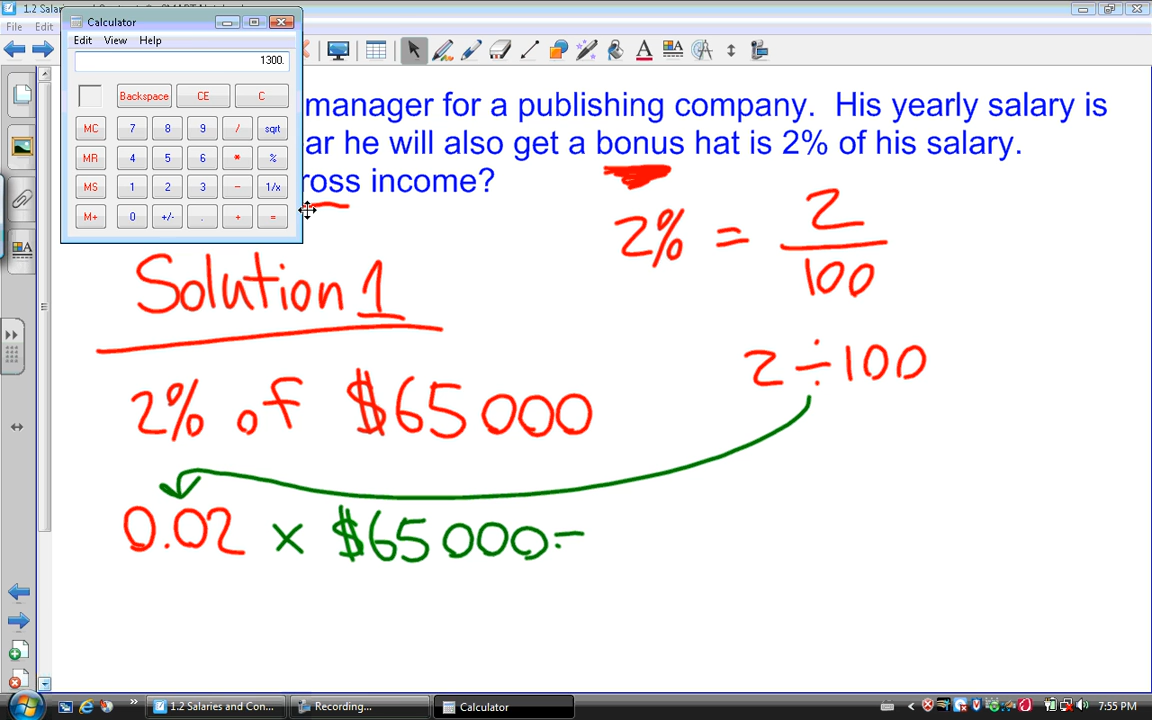 1.2 Salaries and Con
File Edit
Calculator
Edit View Help
1300.
Backspace CE C
MC 7 8 9 / sqrt
MR 4 5 6 * %
MS 1 2 3 - 1/x
M+ 0 +/- . + =
manager for a publishing company. His yearly salary is
ar he will also get a bonus hat is 2% of his salary.
ross income?
2% = 2/100
Solution 1
2 ÷ 100
2% of $65 000
0.02 × $65 000 =
1.2 Salaries and Con...
Recording...
Calculator
7:55 PM